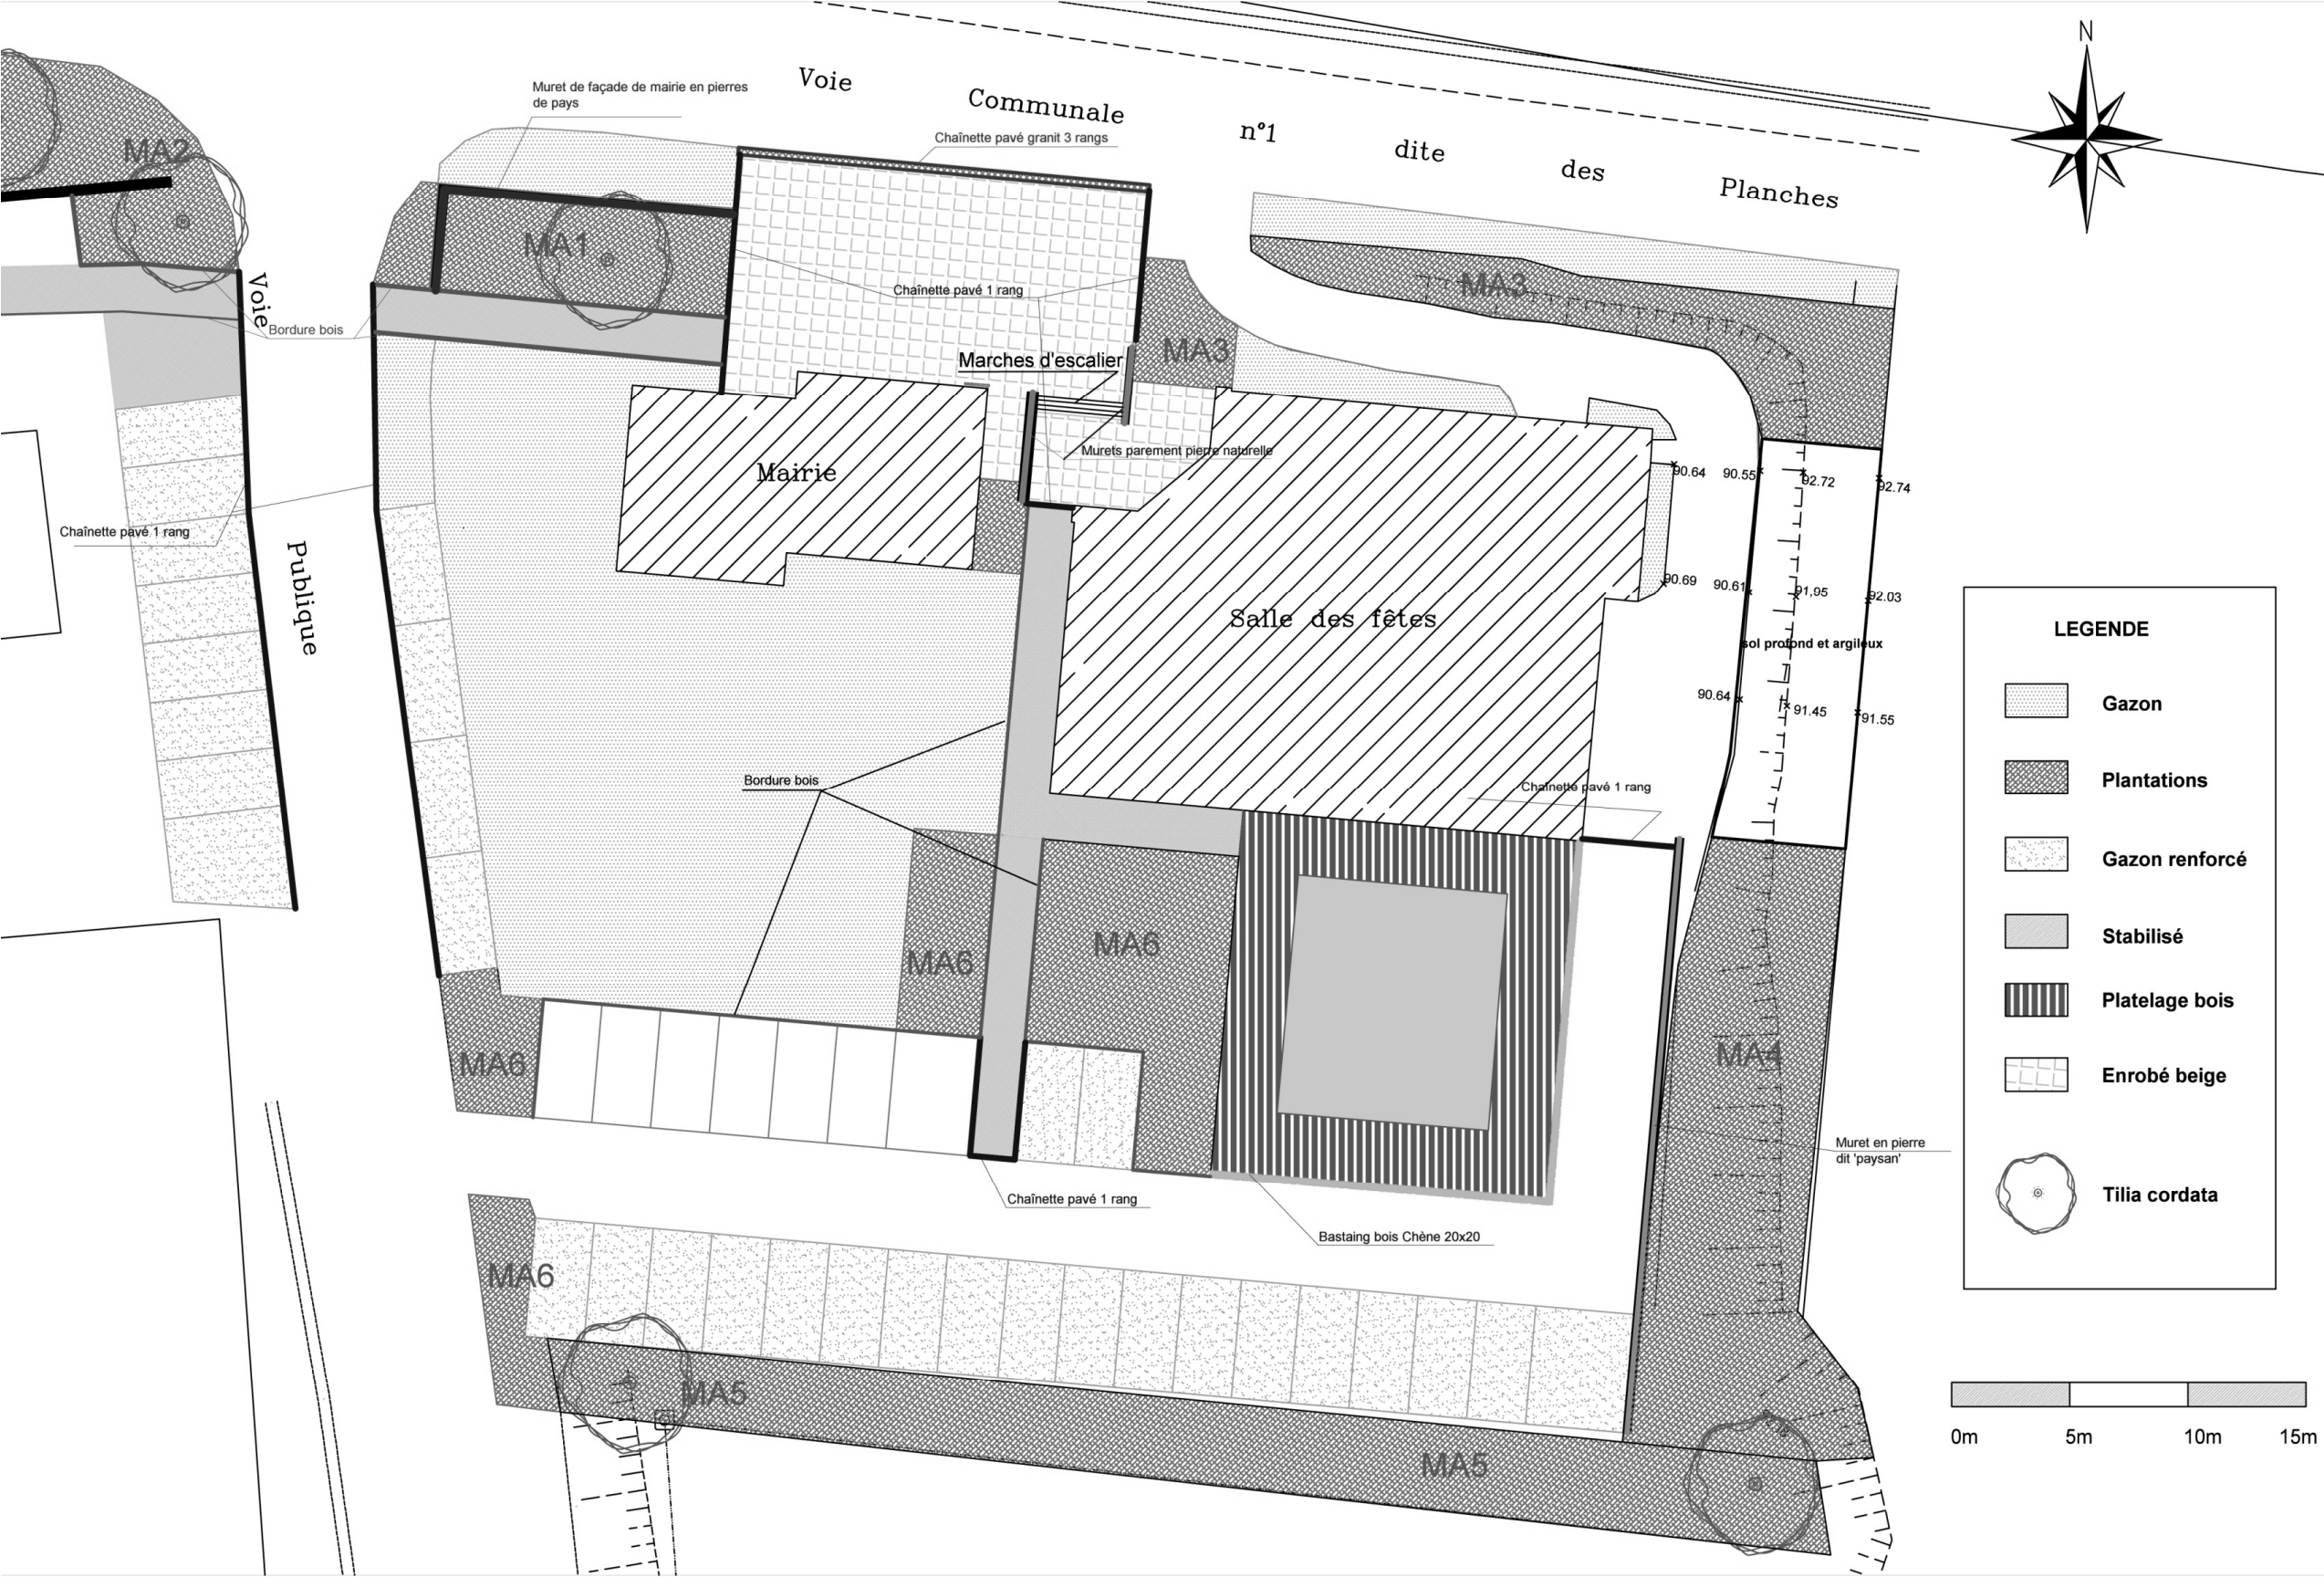 N
Voie
Communale
n°1
dite
des
Planches
Muret de façade de mairie en pierres
de pays
Chaînette pavé granit 3 rangs
MA2
MA1
MA3
Voie
Chaînette pavé 1 rang
Bordure bois
MA3
Marches d'escalier
Murets parement pierre naturelle
Mairie
90.64
90.55
92.72
92.74
Chaînette pavé 1 rang
Publique
90.69
90.61
91,95
92.03
Salle des fêtes
sol profond et argileux
90.64
91.45
91.55
Bordure bois
Chaînette pavé 1 rang
MA6
MA6
MA6
MA4
Muret en pierre
dit 'paysan'
Chaînette pavé 1 rang
Bastaing bois Chène 20x20
MA6
MA5
MA5
LEGENDE
Gazon
Plantations
Gazon renforcé
Stabilisé
Platelage bois
Enrobé beige
Tilia cordata
0m
5m
10m
15m